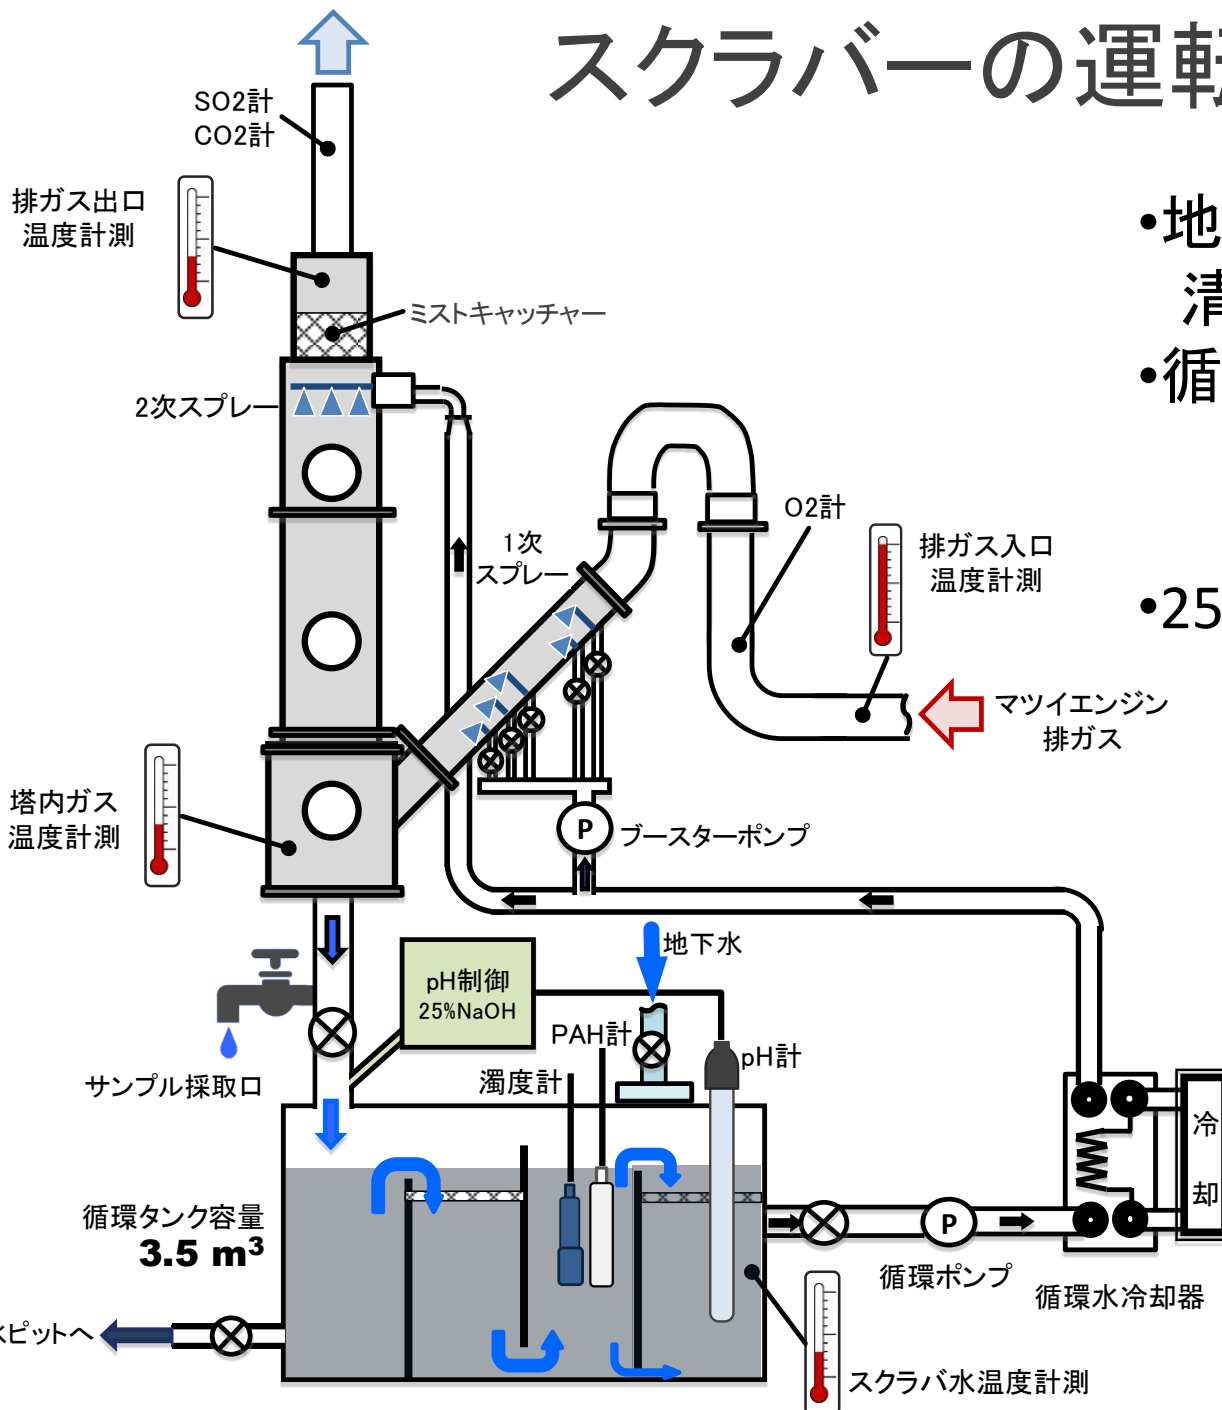 スクラバーの運転
SO2計
CO2計
排ガス出口
温度計測
ミストキャッチャー
2次スプレー
1次
スプレー
O2計
排ガス入口
温度計測
マツイエンジン
排ガス
•地
清
•循
•25
塔内ガス
温度計測
P
ブースターポンプ
地下水
pH制御
25%NaOH
PAH計
pH計
濁度計
サンプル採取口
冷
却
循環タンク容量
3.5 m³
P
循環ポンプ
循環水冷却器
ピットへ
スクラバ水温度計測